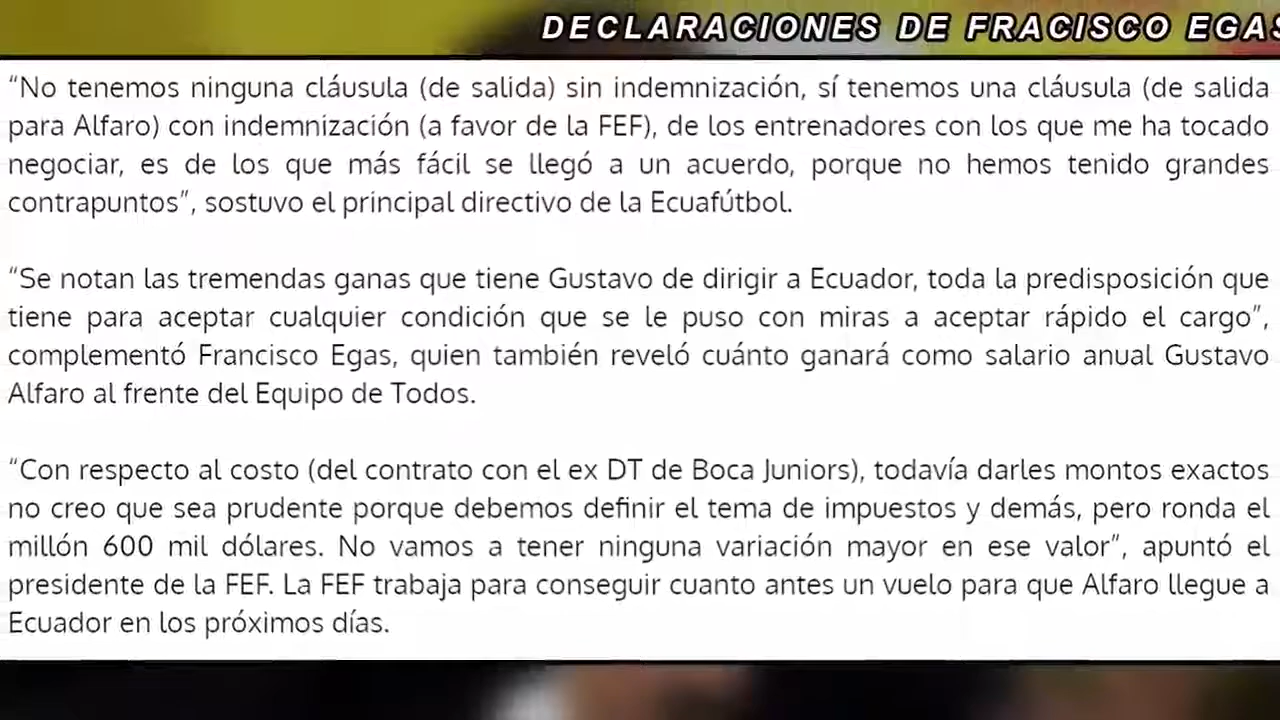 DECLARACIONES DE FRACISCO EGAS
“No tenemos ninguna cláusula (de salida) sin indemnización, sí tenemos una cláusula (de salida
para Alfaro) con indemnización (a favor de la FEF), de los entrenadores con los que me ha tocado
negociar, es de los que más fácil se llegó a un acuerdo, porque no hemos tenido grandes
contrapuntos”, sostuvo el principal directivo de la Ecuafútbol.
“Se notan las tremendas ganas que tiene Gustavo de dirigir a Ecuador, toda la predisposición que
tiene para aceptar cualquier condición que se le puso con miras a aceptar rápido el cargo”,
complementó Francisco Egas, quien también reveló cuánto ganará como salario anual Gustavo
Alfaro al frente del Equipo de Todos.
“Con respecto al costo (del contrato con el ex DT de Boca Juniors), todavía darles montos exactos
no creo que sea prudente porque debemos definir el tema de impuestos y demás, pero ronda el
millón 600 mil dólares. No vamos a tener ninguna variación mayor en ese valor”, apuntó el
presidente de la FEF. La FEF trabaja para conseguir cuanto antes un vuelo para que Alfaro llegue a
Ecuador en los próximos días.